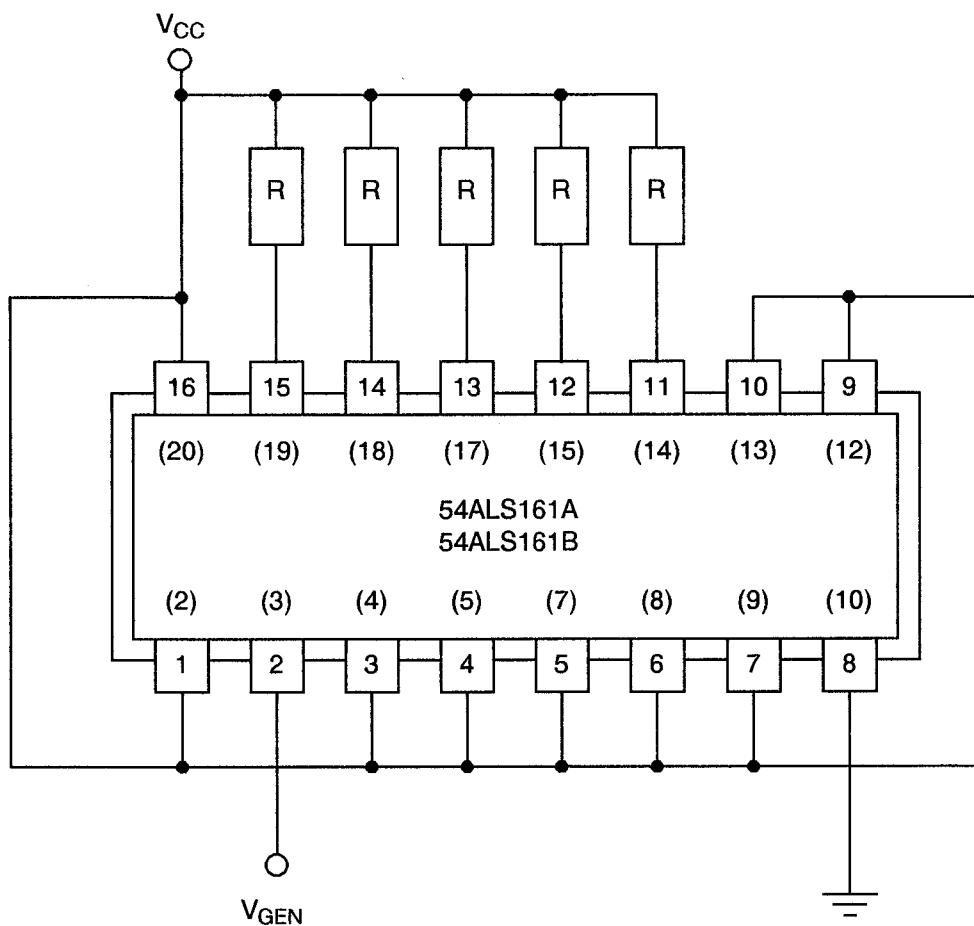 VCC
R R R R R
16 15 14 13 12 11 10 9
(20) (19) (18) (17) (15) (14) (13) (12)
54ALS161A
54ALS161B
(2) (3) (4) (5) (7) (8) (9) (10)
1 2 3 4 5 6 7 8
VGEN